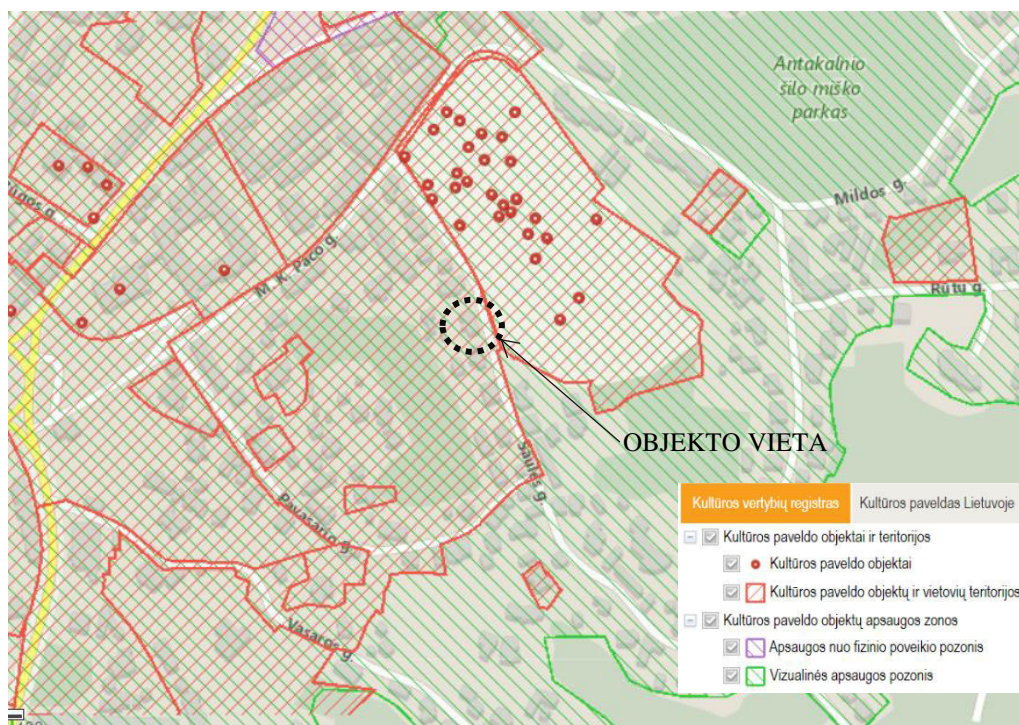 Antakalnio
šilo miško
parkas
Mildos g.
M. K. Paco g.
Rūtų g.
OBJEKTO VIETA
Saulės g.
Pavasario g.
Vasaros g.
Kultūros vertybių registras
Kultūros paveldas Lietuvoje
Kultūros paveldo objektai ir teritorijos
Kultūros paveldo objektai
Kultūros paveldo objektų ir vietovių teritorijos
Kultūros paveldo objektų apsaugos zonos
Apsaugos nuo fizinio poveikio pozonis
Vizualinės apsaugos pozonis